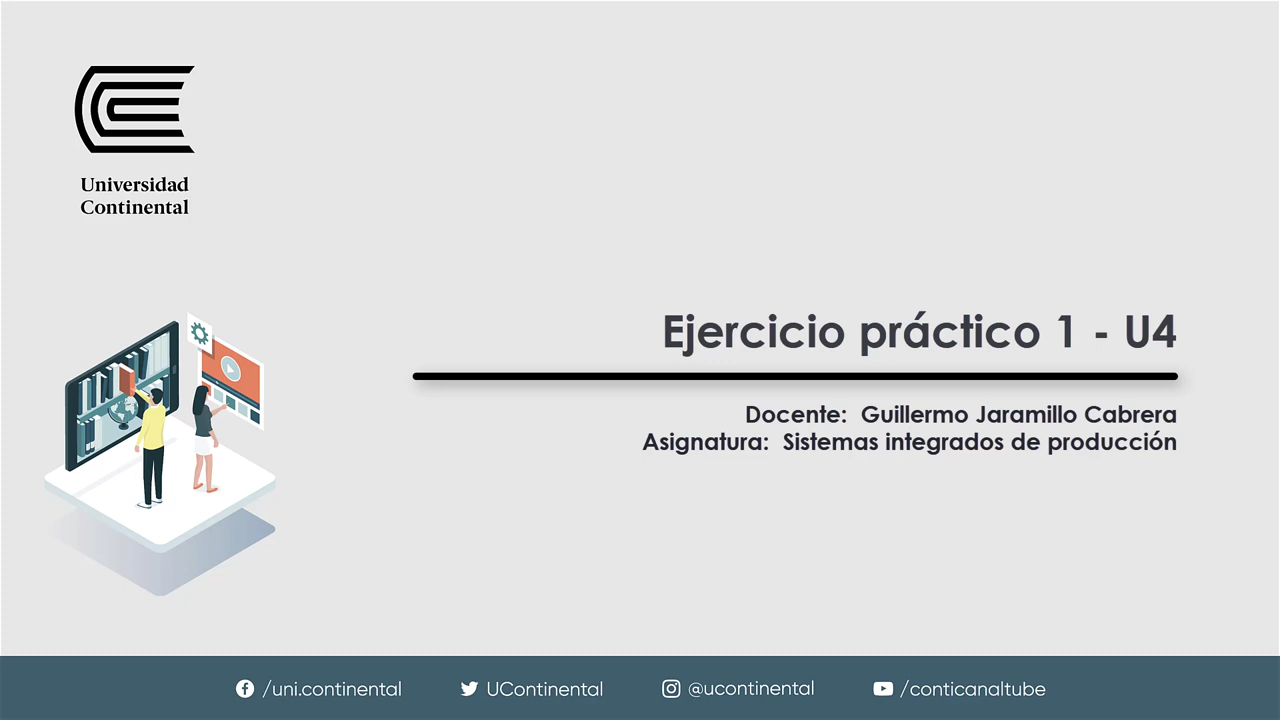 Universidad
Continental
Ejercicio práctico 1 - U4
Docente: Guillermo Jaramillo Cabrera
Asignatura: Sistemas integrados de producción
/uni.continental
UContinental
@ucontinental
/conticanaltube